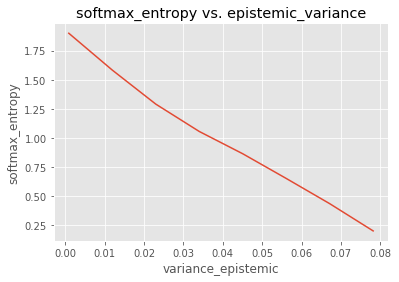 softmax_entropy vs. epistemic_variance
1.75
1.50
1.25
1.00
0.75
0.50
0.25
softmax_entropy
0.00 0.01 0.02 0.03 0.04 0.05 0.06 0.07 0.08
variance_epistemic